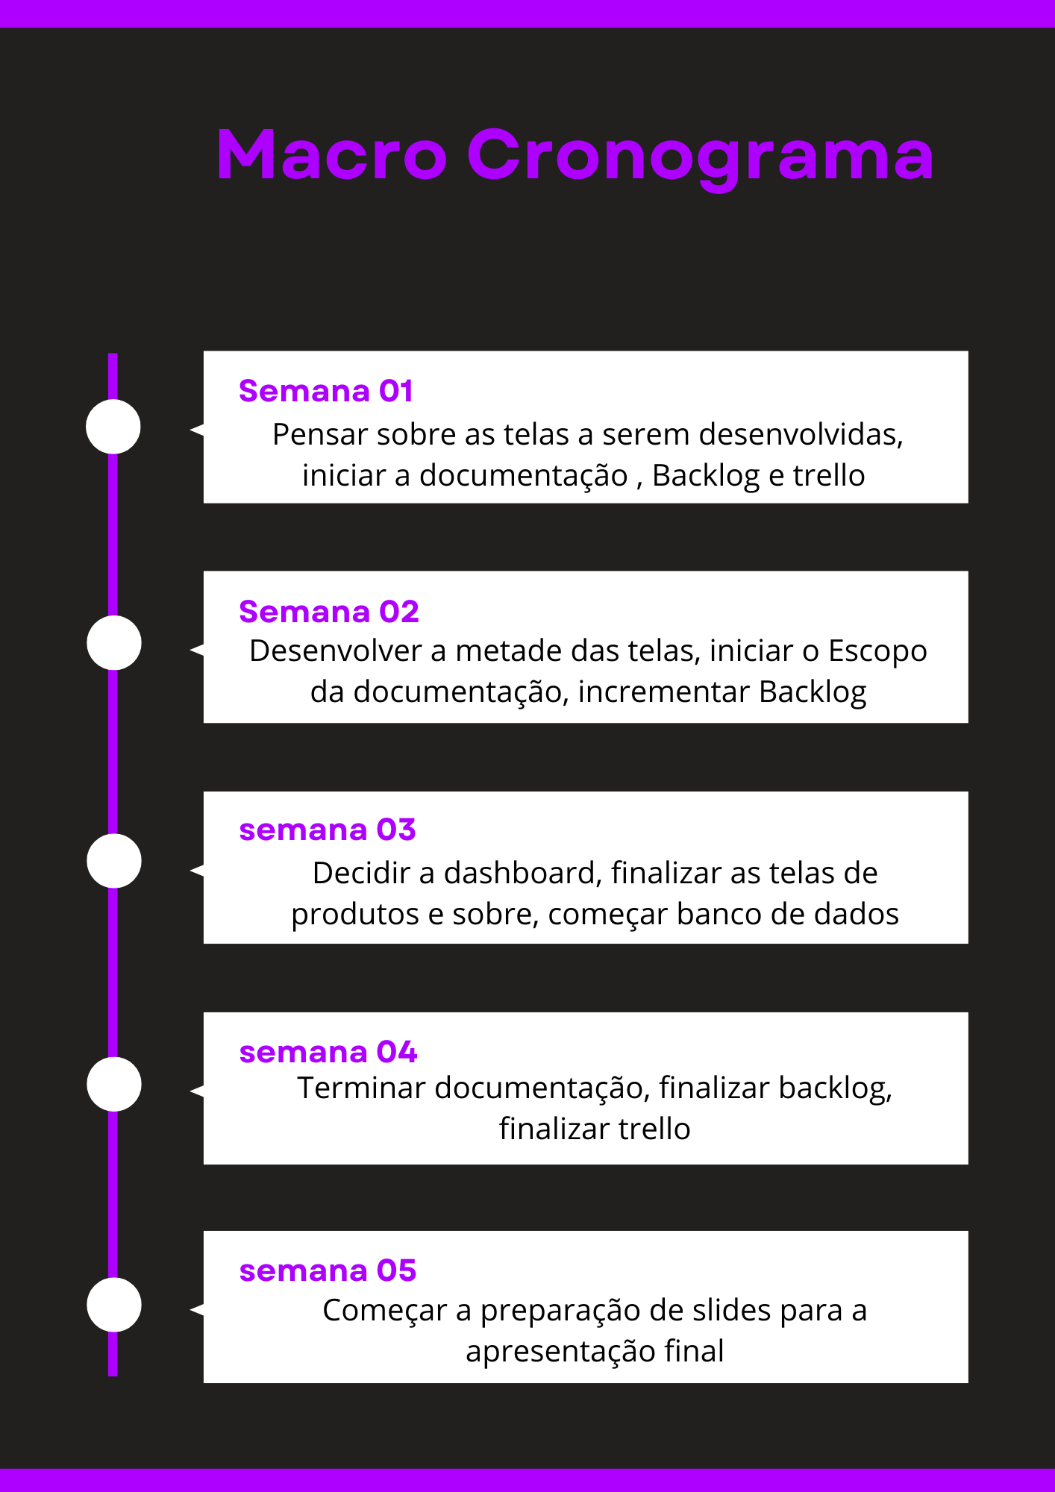 Macro Cronograma
Semana 01
Pensar sobre as telas a serem desenvolvidas,
iniciar a documentação , Backlog e trello
Semana 02
Desenvolver a metade das telas, iniciar o Escopo
da documentação, incrementar Backlog
semana 03
Decidir a dashboard, finalizar as telas de
produtos e sobre, começar banco de dados
semana 04
Terminar documentação, finalizar backlog,
finalizar trello
semana 05
Começar a preparação de slides para a
apresentação final